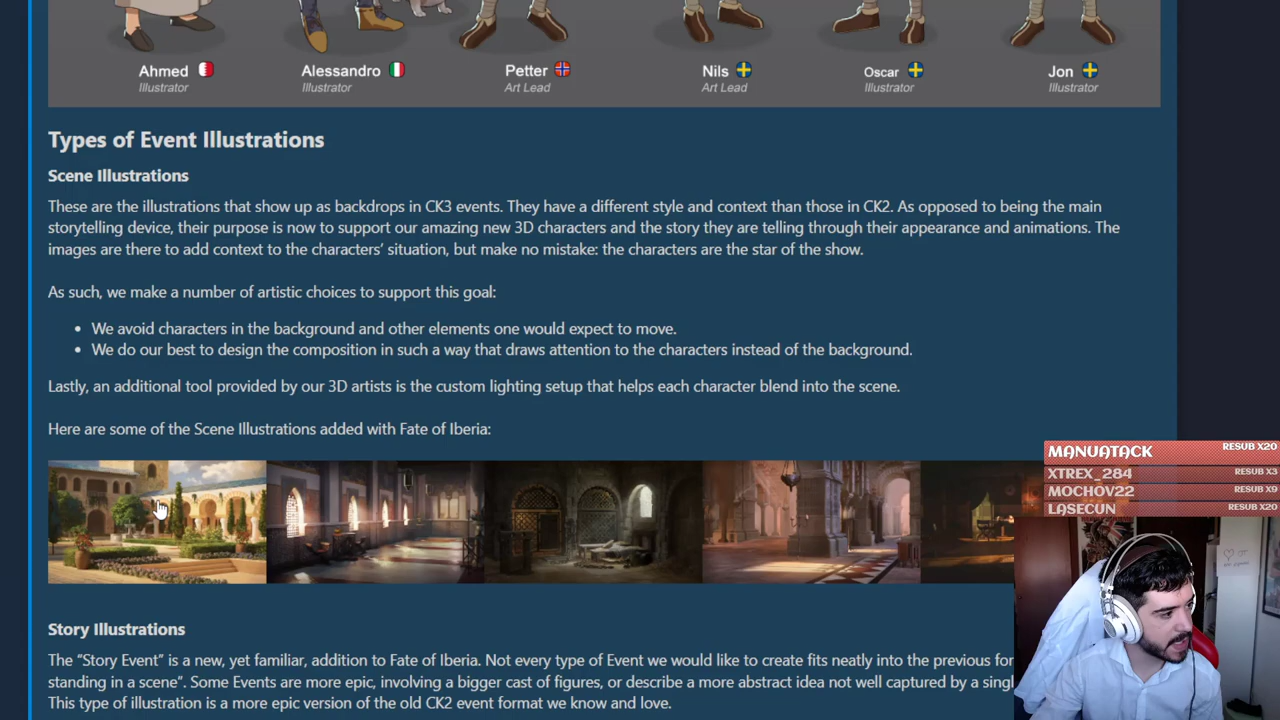 Ahmed Alessandro Petter Nils Oscar Jon
Illustrator Illustrator Art Lead Art Lead Illustrator Illustrator
Types of Event Illustrations
Scene Illustrations
These are the illustrations that show up as backdrops in CK3 events. They have a different style and context than those in CK2. As opposed to being the main
storytelling device, their purpose is now to support our amazing new 3D characters and the story they are telling through their appearance and animations. The
images are there to add context to the characters’ situation, but make no mistake: the characters are the star of the show.
As such, we make a number of artistic choices to support this goal:
• We avoid characters in the background and other elements one would expect to move.
• We do our best to design the composition in such a way that draws attention to the characters instead of the background.
Lastly, an additional tool provided by our 3D artists is the custom lighting setup that helps each character blend into the scene.
Here are some of the Scene Illustrations added with Fate of Iberia:
MANUATACK RESUB X20
XTREX_284 RESUB X3
MOCHOV22 RESUB X9
LASECUN RESUB X20
Story Illustrations
The “Story Event” is a new, yet familiar, addition to Fate of Iberia. Not every type of Event we would like to create fits neatly into the previous for
standing in a scene”. Some Events are more epic, involving a bigger cast of figures, or describe a more abstract idea not well captured by a singl
This type of illustration is a more epic version of the old CK2 event format we know and love.